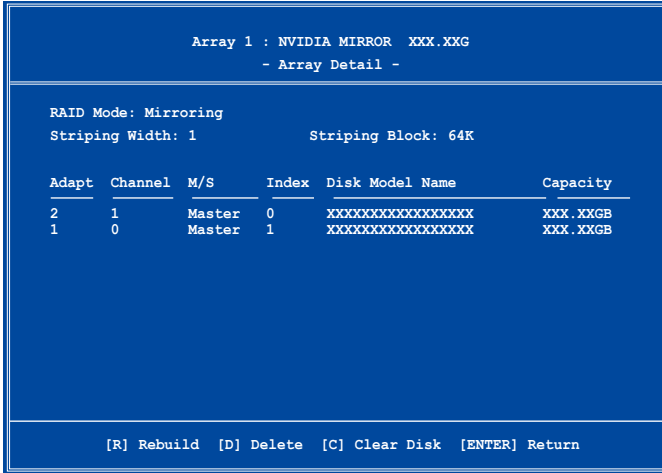 Array 1 : NVIDIA MIRROR  XXX.XXG
- Array Detail -
RAID Mode: Mirroring
Striping Width: 1    Striping Block: 64K
Adapt  Channel  M/S  Index  Disk Model Name  Capacity
2  1  Master  0  XXXXXXXXXXXXXXXXX  XXX.XXGB
1  0  Master  1  XXXXXXXXXXXXXXXXX  XXX.XXGB
[R] Rebuild  [D] Delete  [C] Clear Disk  [ENTER] Return